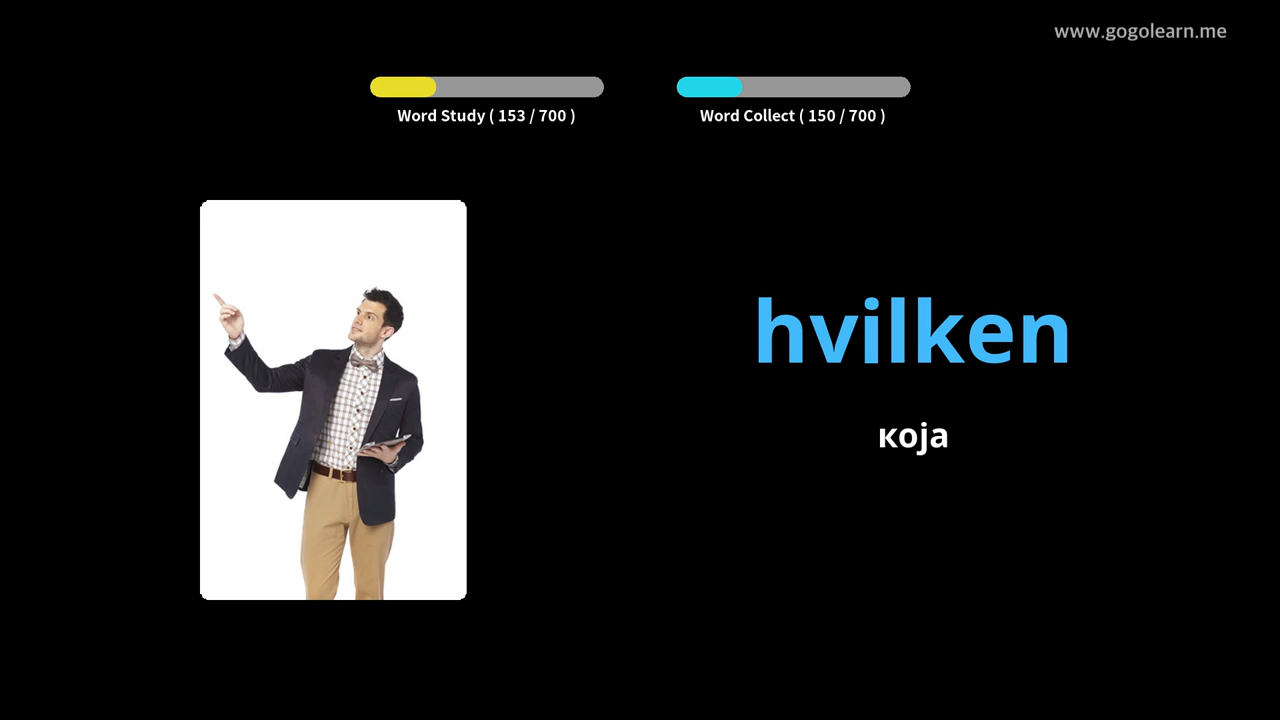 www.gogolearn.me
Word Study ( 153 / 700 )
Word Collect ( 150 / 700 )
hvilken
која